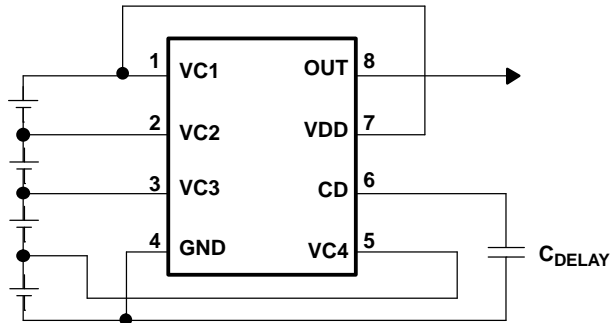 1 VC1 OUT 8
2 VC2 VDD 7
3 VC3 CD 6
4 GND VC4 5
CDELAY